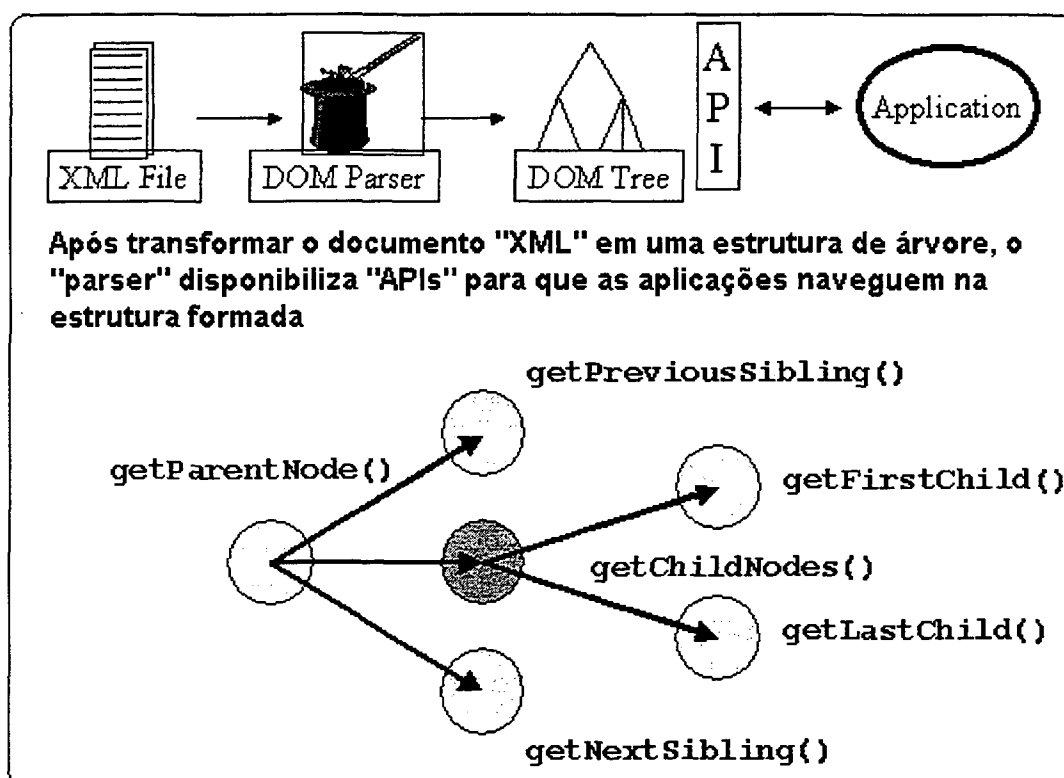 XML File
DOM Parser
DOM Tree
A
P
I
Application
Após transformar o documento "XML" em uma estrutura de árvore, o
"parser" disponibiliza "APIs" para que as aplicações naveguem na
estrutura formada
getPreviousSibling()
getParentNode()
getFirstChild()
getChildNodes()
getLastChild()
getNextSibling()